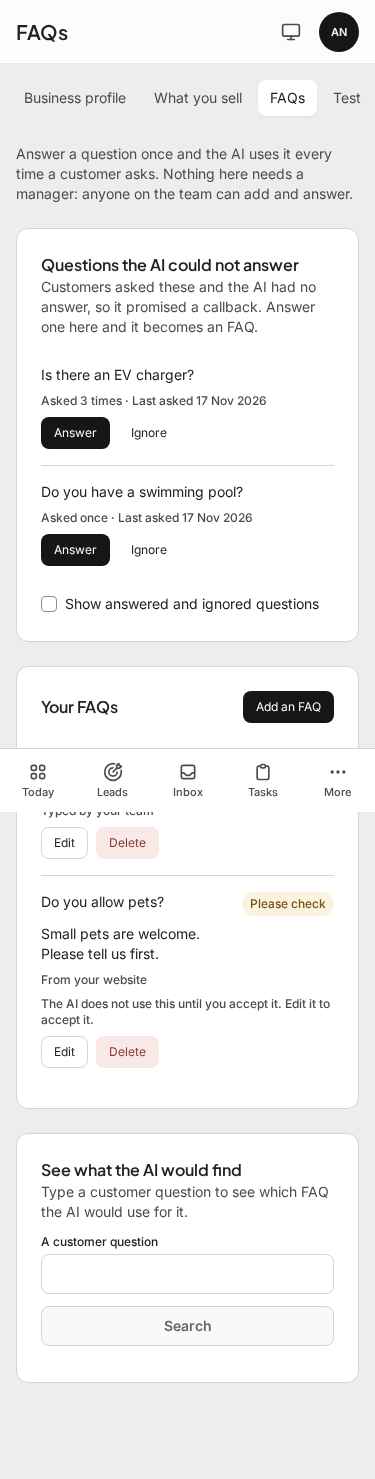 FAQs
AN
Business profile
What you sell
FAQs
Test
Answer a question once and the AI uses it every
time a customer asks. Nothing here needs a
manager: anyone on the team can add and answer.
Questions the AI could not answer
Customers asked these and the AI had no
answer, so it promised a callback. Answer
one here and it becomes an FAQ.
Is there an EV charger?
Asked 3 times · Last asked 17 Nov 2026
Answer
Ignore
Do you have a swimming pool?
Asked once · Last asked 17 Nov 2026
Answer
Ignore
Show answered and ignored questions
Your FAQs
Add an FAQ
Today
Leads
Inbox
Tasks
More
Typed by your team
Edit
Delete
Do you allow pets?
Please check
Small pets are welcome.
Please tell us first.
From your website
The AI does not use this until you accept it. Edit it to
accept it.
Edit
Delete
See what the AI would find
Type a customer question to see which FAQ
the AI would use for it.
A customer question
Search